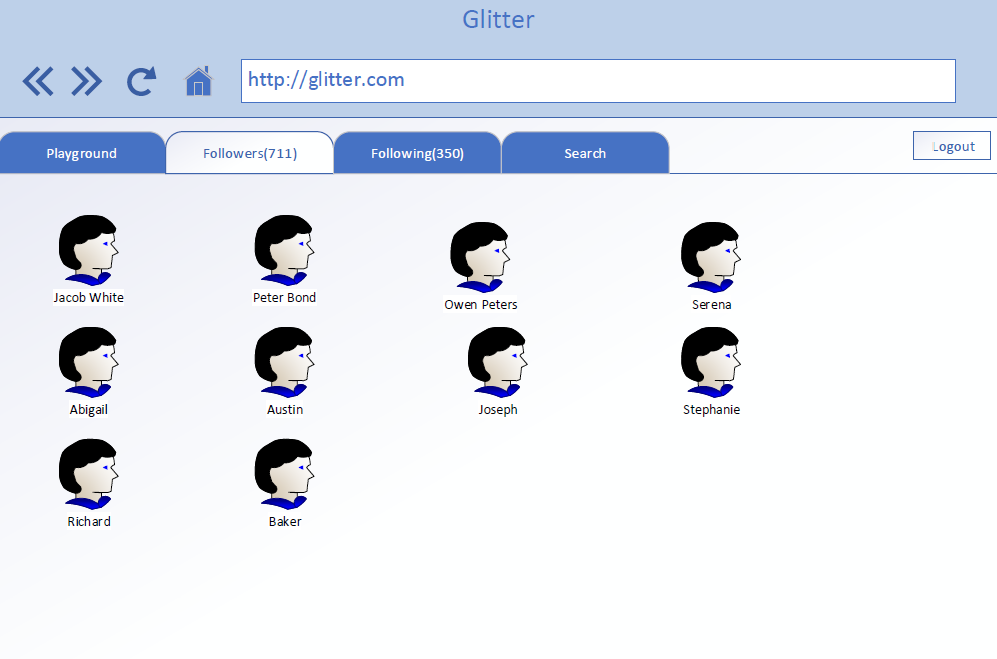 Glitter
http://glitter.com
Playground
Followers(711)
Following(350)
Search
Logout
Jacob White
Peter Bond
Owen Peters
Serena
Abigail
Austin
Joseph
Stephanie
Richard
Baker